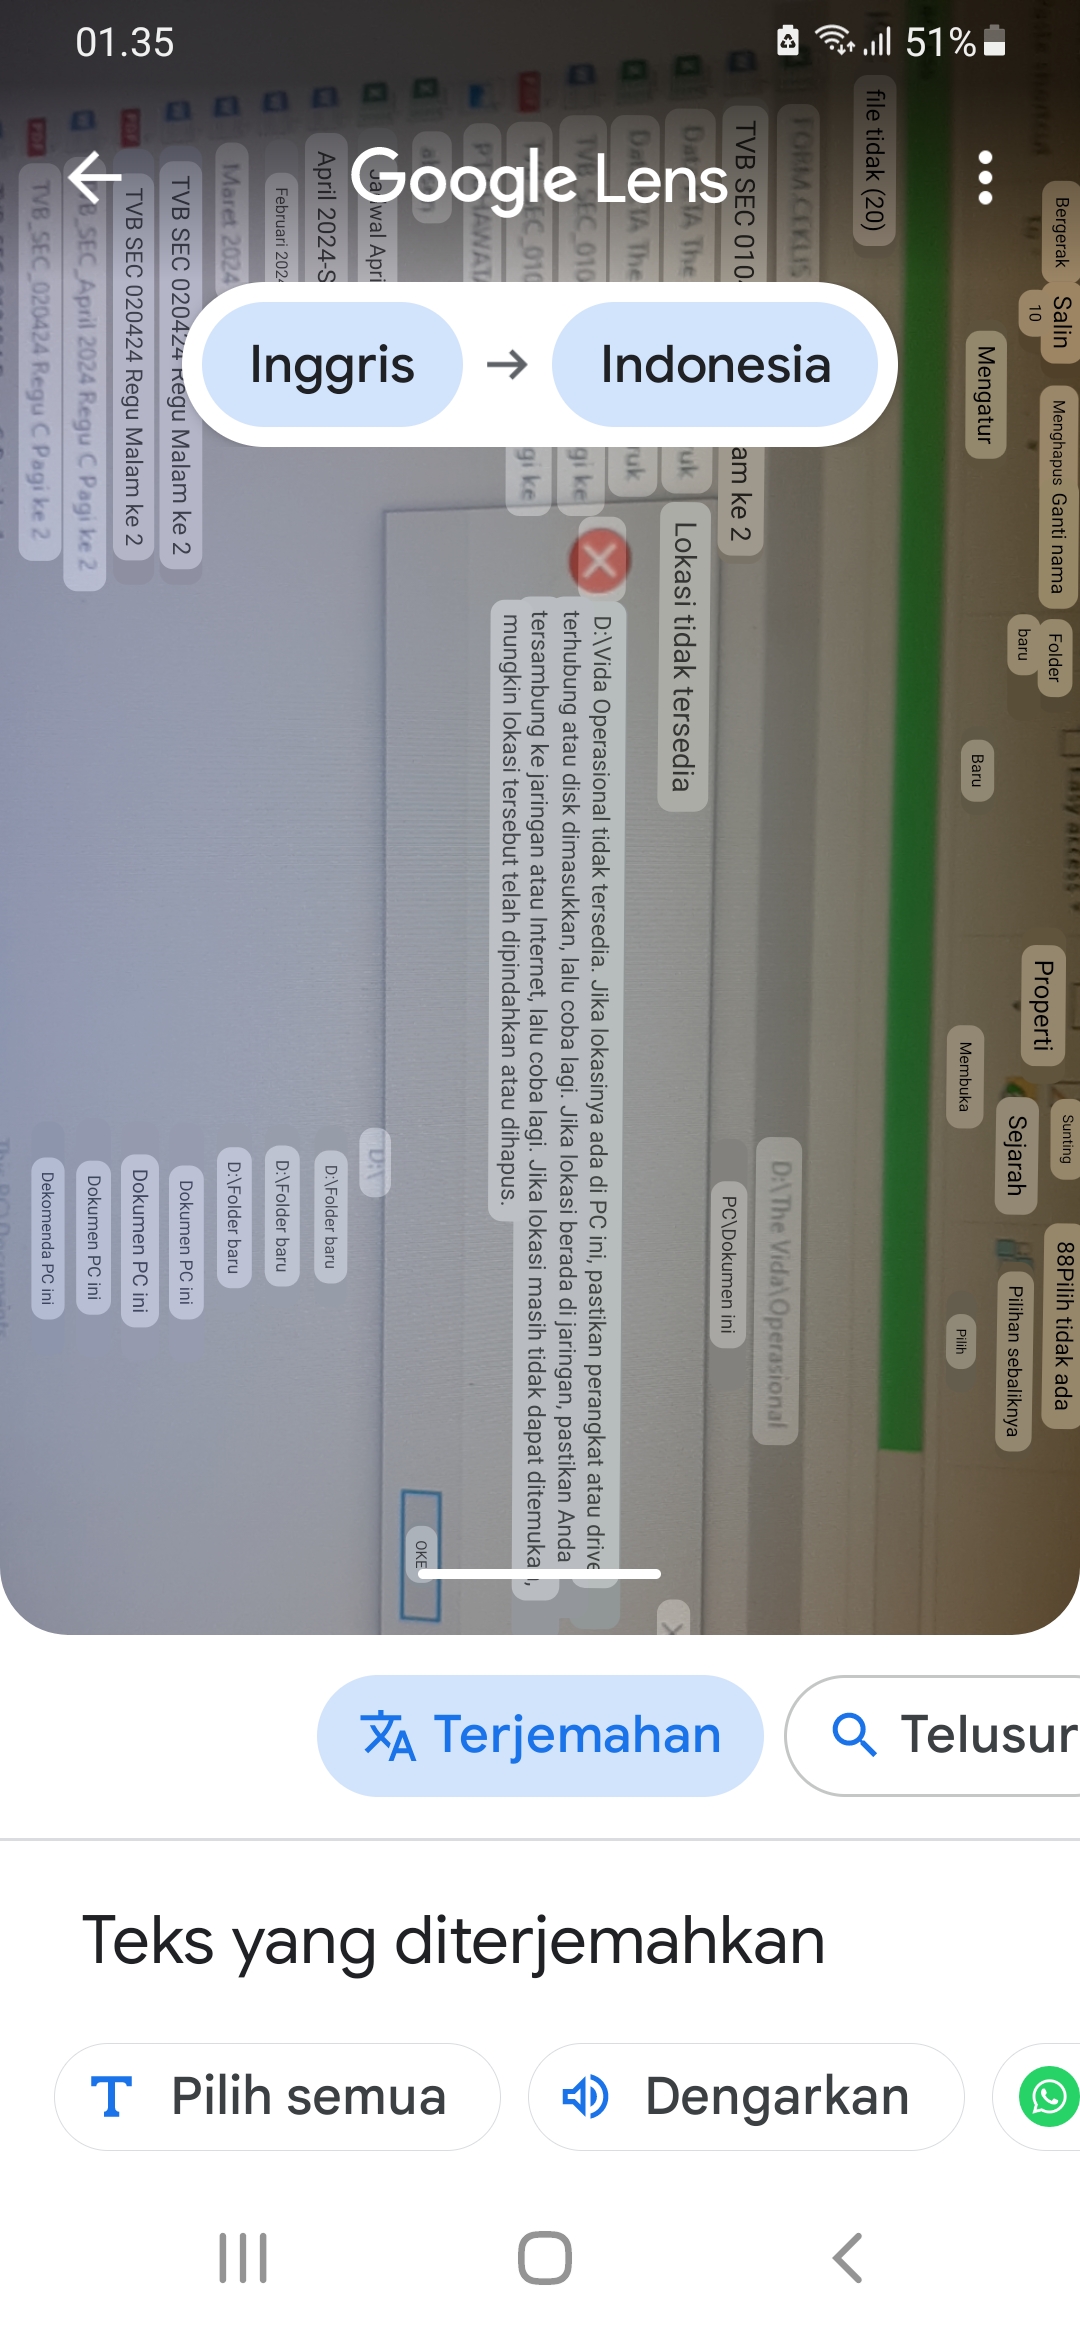 01.35
51%
Google Lens
Inggris → Indonesia
Bergerak
Salin
10
Menghapus Ganti nama
Folder
baru
Properti
Sunting
Sejarah
88Pilih tidak ada
Pilihan sebaliknya
Mengatur
Baru
Membuka
Pilih
file tidak (20)
D:\The Vida\Operasional
TVB SEC 010
am ke 2
PC\Dokumen ini
Lokasi tidak tersedia
D:\Vida Operasional tidak tersedia. Jika lokasinya ada di PC ini, pastikan perangkat atau drive
terhubung atau disk dimasukkan, lalu coba lagi. Jika lokasi berada di jaringan, pastikan Anda
tersambung ke jaringan atau Internet, lalu coba lagi. Jika lokasi masih tidak dapat ditemuka
mungkin lokasi tersebut telah dipindahkan atau dihapus.
OKE
D:\
April 2024-S
D:\Folder baru
Februari 202
D:\Folder baru
Maret 2024
D:\Folder baru
TVB SEC 020424 Regu Malam ke 2
Dokumen PC ini
TVB SEC 020424 Regu Malam ke 2
Dokumen PC ini
B_SEC_April 2024 Regu C Pagi ke 2
Dokumen PC ini
TVB_SEC_020424 Regu C Pagi ke 2
Dekomenda PC ini
Terjemahan
Telusur
Teks yang diterjemahkan
Pilih semua
Dengarkan